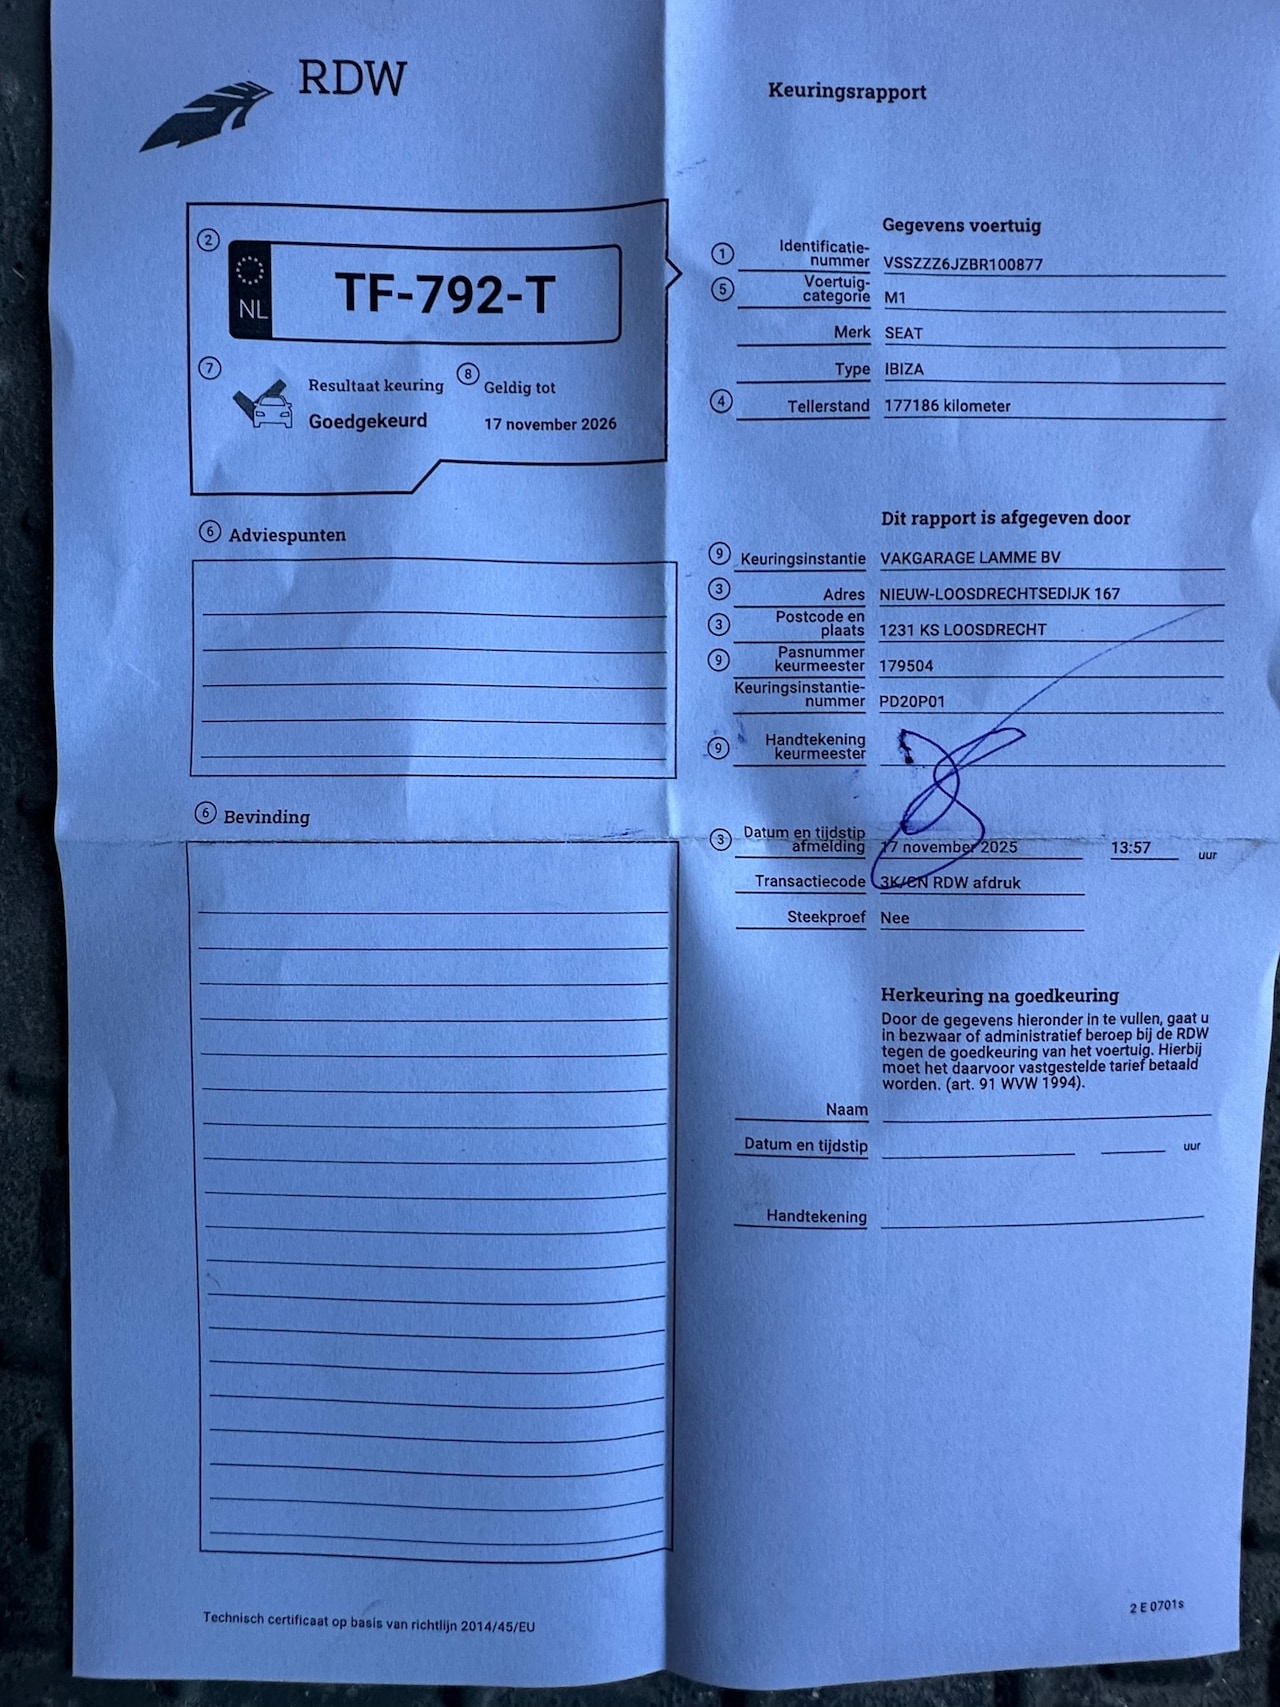 RDW
Keuringsrapport
2
NL
TF-792-T
7
Resultaat keuring
Goedgekeurd
8
Geldig tot
17 november 2026
Gegevens voertuig
1
Identificatie-
nummer VSSZZZ6JZBR100877
5
Voertuig-
categorie M1
Merk SEAT
Type IBIZA
4 Tellerstand 177186 kilometer
6 Adviespunten
Dit rapport is afgegeven door
9 Keuringsinstantie VAKGARAGE LAMME BV
3 Adres NIEUW-LOOSDRECHTSEDIJK 167
3 Postcode en
plaats 1231 KS LOOSDRECHT
9 Pasnummer
keurmeester 179504
Keuringsinstantie-
nummer PD20P01
9 Handtekening
keurmeester
6 Bevinding
3 Datum en tijdstip
afmelding 17 november 2025 13:57 uur
Transactiecode 3K/CN RDW afdruk
Steekproef Nee
Herkeuring na goedkeuring
Door de gegevens hieronder in te vullen, gaat u
in bezwaar of administratief beroep bij de RDW
tegen de goedkeuring van het voertuig. Hierbij
moet het daarvoor vastgestelde tarief betaald
worden. (art. 91 WVW 1994).
Naam
Datum en tijdstip uur
Handtekening
Technisch certificaat op basis van richtlijn 2014/45/EU
2 E 0701s